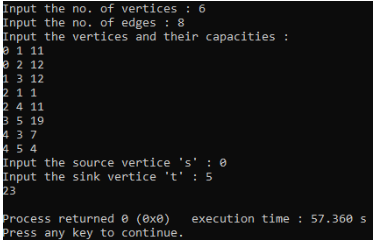 Input the no. of vertices : 6
Input the no. of edges : 8
Input the vertices and their capacities :
0 1 11
0 2 12
1 3 12
2 1 1
2 4 11
3 5 19
4 3 7
4 5 4
Input the source vertice 's' : 0
Input the sink vertice 't' : 5
23
Process returned 0 (0x0)   execution time : 57.360 s
Press any key to continue.